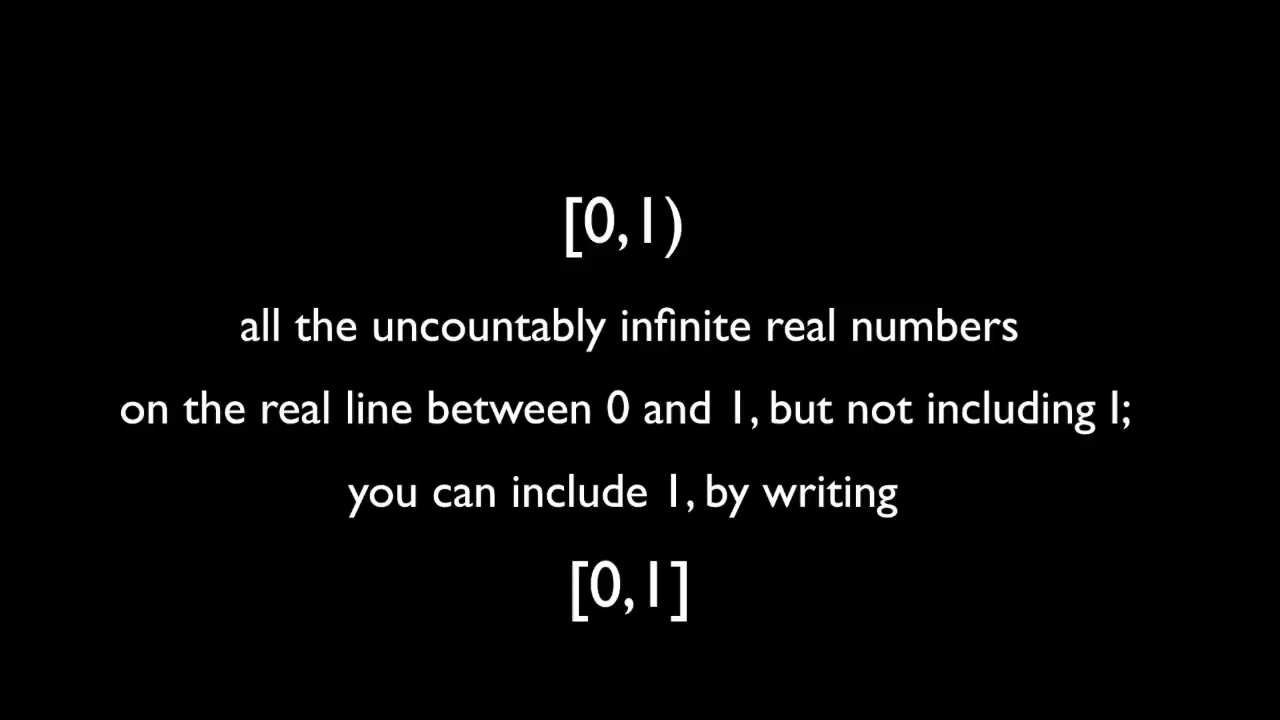 [0,1)
all the uncountably infinite real numbers
on the real line between 0 and 1, but not including 1;
you can include 1, by writing
[0,1]